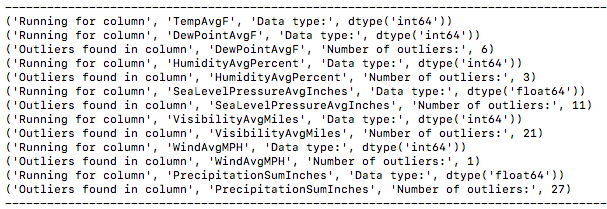 ('Running for column', 'TempAvgF', 'Data type:', dtype('int64'))
('Running for column', 'DewPointAvgF', 'Data type:', dtype('int64'))
('Outliers found in column', 'DewPointAvgF', 'Number of outliers:', 6)
('Running for column', 'HumidityAvgPercent', 'Data type:', dtype('int64'))
('Outliers found in column', 'HumidityAvgPercent', 'Number of outliers:', 3)
('Running for column', 'SeaLevelPressureAvgInches', 'Data type:', dtype('float64'))
('Outliers found in column', 'SeaLevelPressureAvgInches', 'Number of outliers:', 11)
('Running for column', 'VisibilityAvgMiles', 'Data type:', dtype('int64'))
('Outliers found in column', 'VisibilityAvgMiles', 'Number of outliers:', 21)
('Running for column', 'WindAvgMPH', 'Data type:', dtype('int64'))
('Outliers found in column', 'WindAvgMPH', 'Number of outliers:', 1)
('Running for column', 'PrecipitationSumInches', 'Data type:', dtype('float64'))
('Outliers found in column', 'PrecipitationSumInches', 'Number of outliers:', 27)